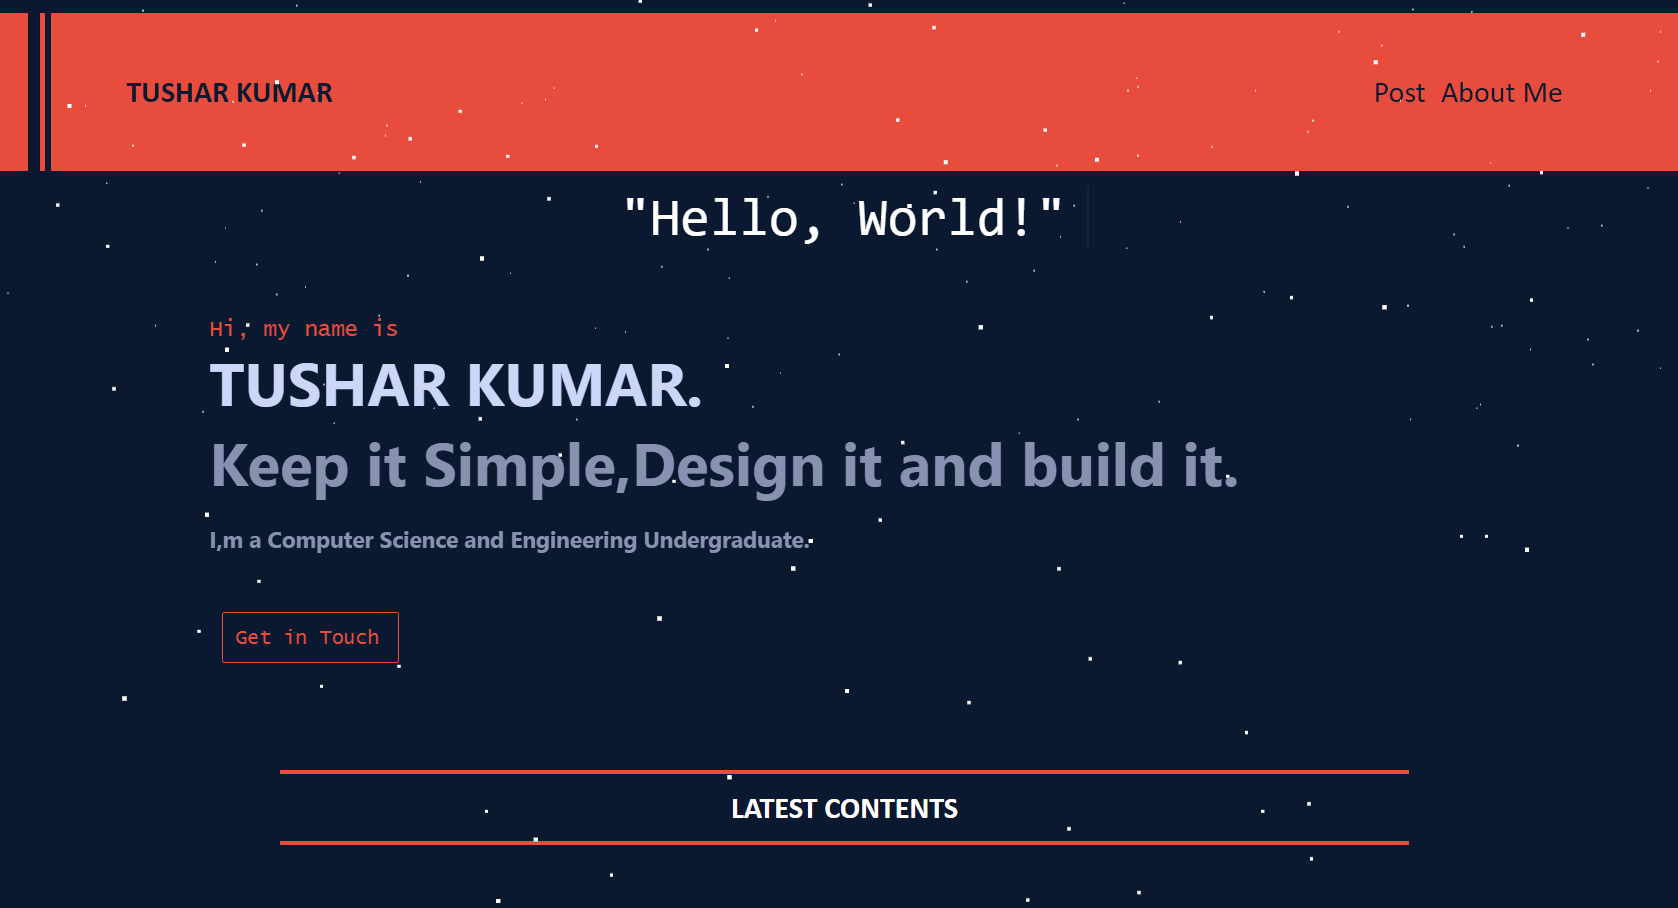 TUSHAR KUMAR
Post About Me
"Hello, World!"
Hi, my name is
TUSHAR KUMAR.
Keep it Simple,Design it and build it.
I,m a Computer Science and Engineering Undergraduate.
Get in Touch
LATEST CONTENTS